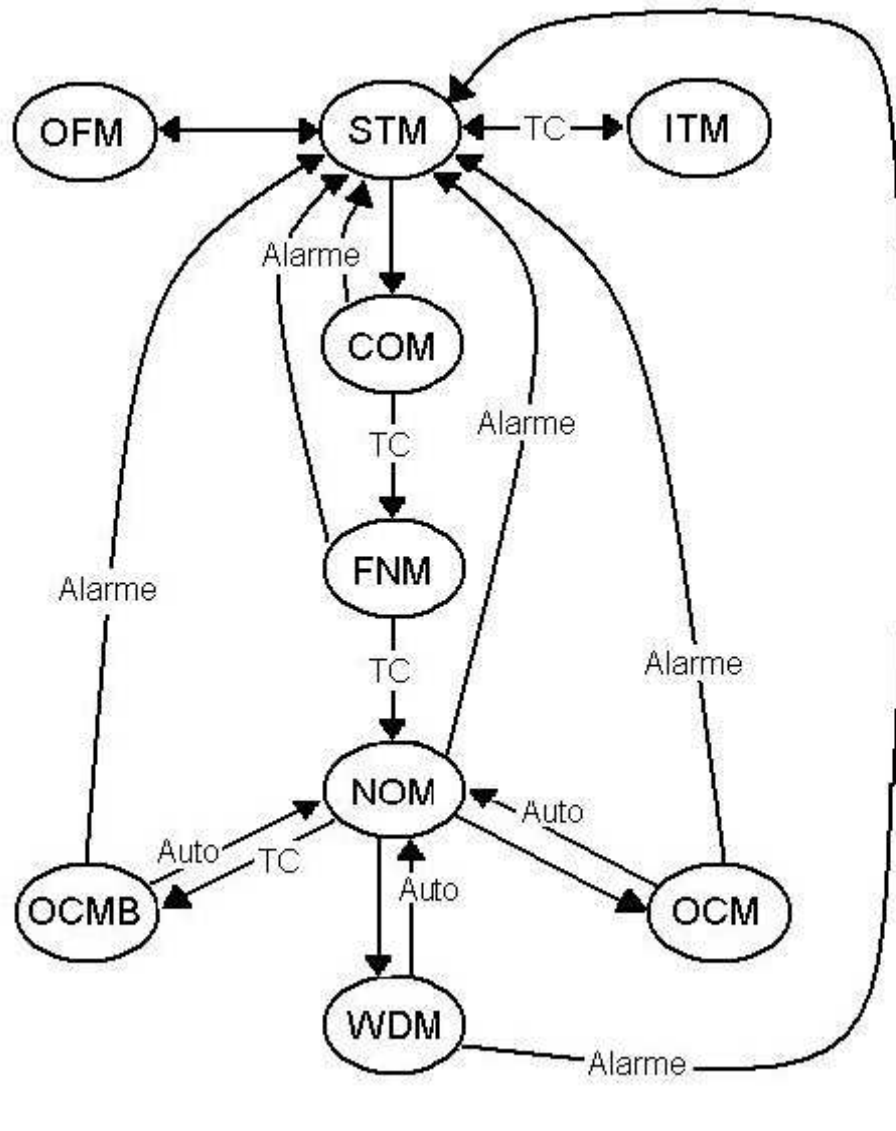 OFM
STM
TC
ITM
Alarme
COM
TC
Alarme
FNM
Alarme
TC
Alarme
NOM
Auto
Auto
TC
Auto
OCMB
OCM
WDM
Alarme